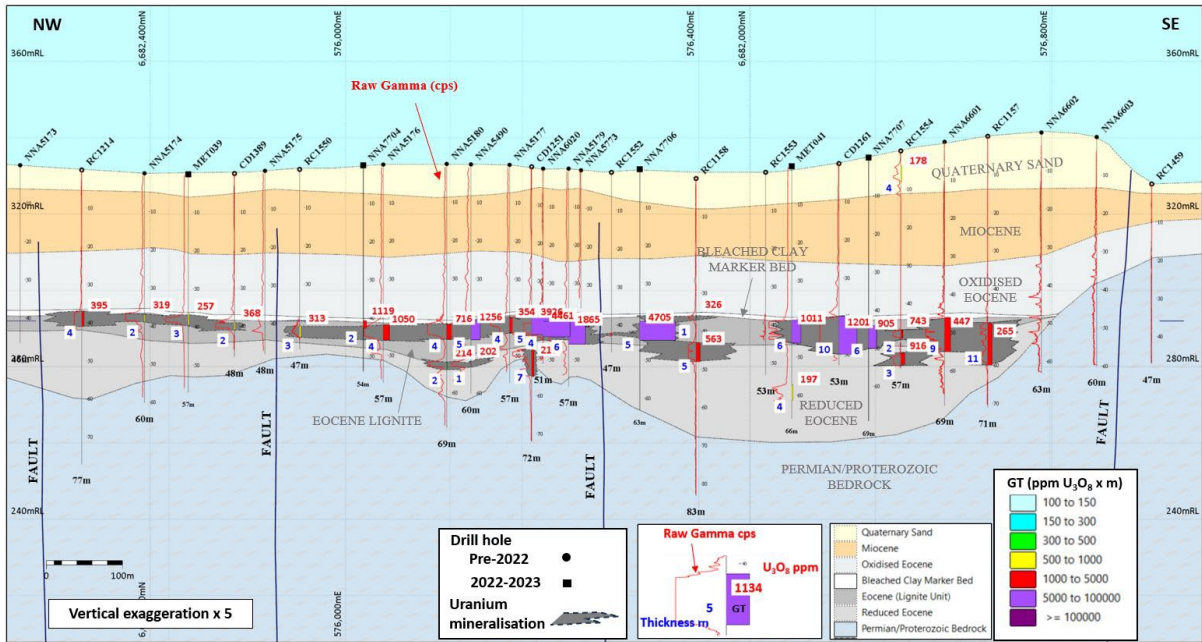 NW
SE
6,682,400mN
576,000mE
576,400mE
6,682,000mN
576,800mE
360mRL
360mRL
Raw Gamma (cps)
NNA5173
RC1214
NNA5174
MET039
CD1389
NNA5175
RC1550
NNA7704
NNA5176
NNA5180
NNA5490
NNA5177
CD1251
NNA6020
NNA5179
NNA5773
RC1552
NNA7706
RC1158
RC1553
MET041
CD1261
NNA7707
RC1554
NNA6601
RC1157
NNA6602
NNA6603
RC1459
178
4
QUATERNARY SAND
320mRL
320mRL
MIOCENE
BLEACHED CLAY
MARKER BED
OXIDISED
EOCENE
395
319
257
368
313
1119
1050
716
1256
354
3926
4461
1865
4705
326
563
1011
1201
905
743
447
265
916
214
202
197
4
2
3
2
3
2
4
4
5
4
5
4
6
5
1
5
6
10
6
2
9
11
3
2
1
7
4
280mRL
EOCENE LIGNITE
REDUCED
EOCENE
PERMIAN/PROTEROZOIC
BEDROCK
77m
60m
57m
48m
48m
47m
54m
57m
69m
60m
57m
72m
51m
57m
47m
63m
83m
53m
66m
53m
69m
57m
69m
71m
63m
60m
47m
FAULT
FAULT
FAULT
FAULT
240mRL
240mRL
0
100m
Vertical exaggeration x 5
576,000mE
Drill hole
Pre-2022
2022-2023
Uranium
mineralisation
Raw Gamma cps
U3O8 ppm
1134
5
GT
Thickness m
Quaternary Sand
Miocene
Oxidised Eocene
Bleached Clay Marker Bed
Eocene (Lignite Unit)
Reduced Eocene
Permian/Proterozoic Bedrock
GT (ppm U3O8 x m)
100 to 150
150 to 300
300 to 500
500 to 1000
1000 to 5000
5000 to 100000
>= 100000